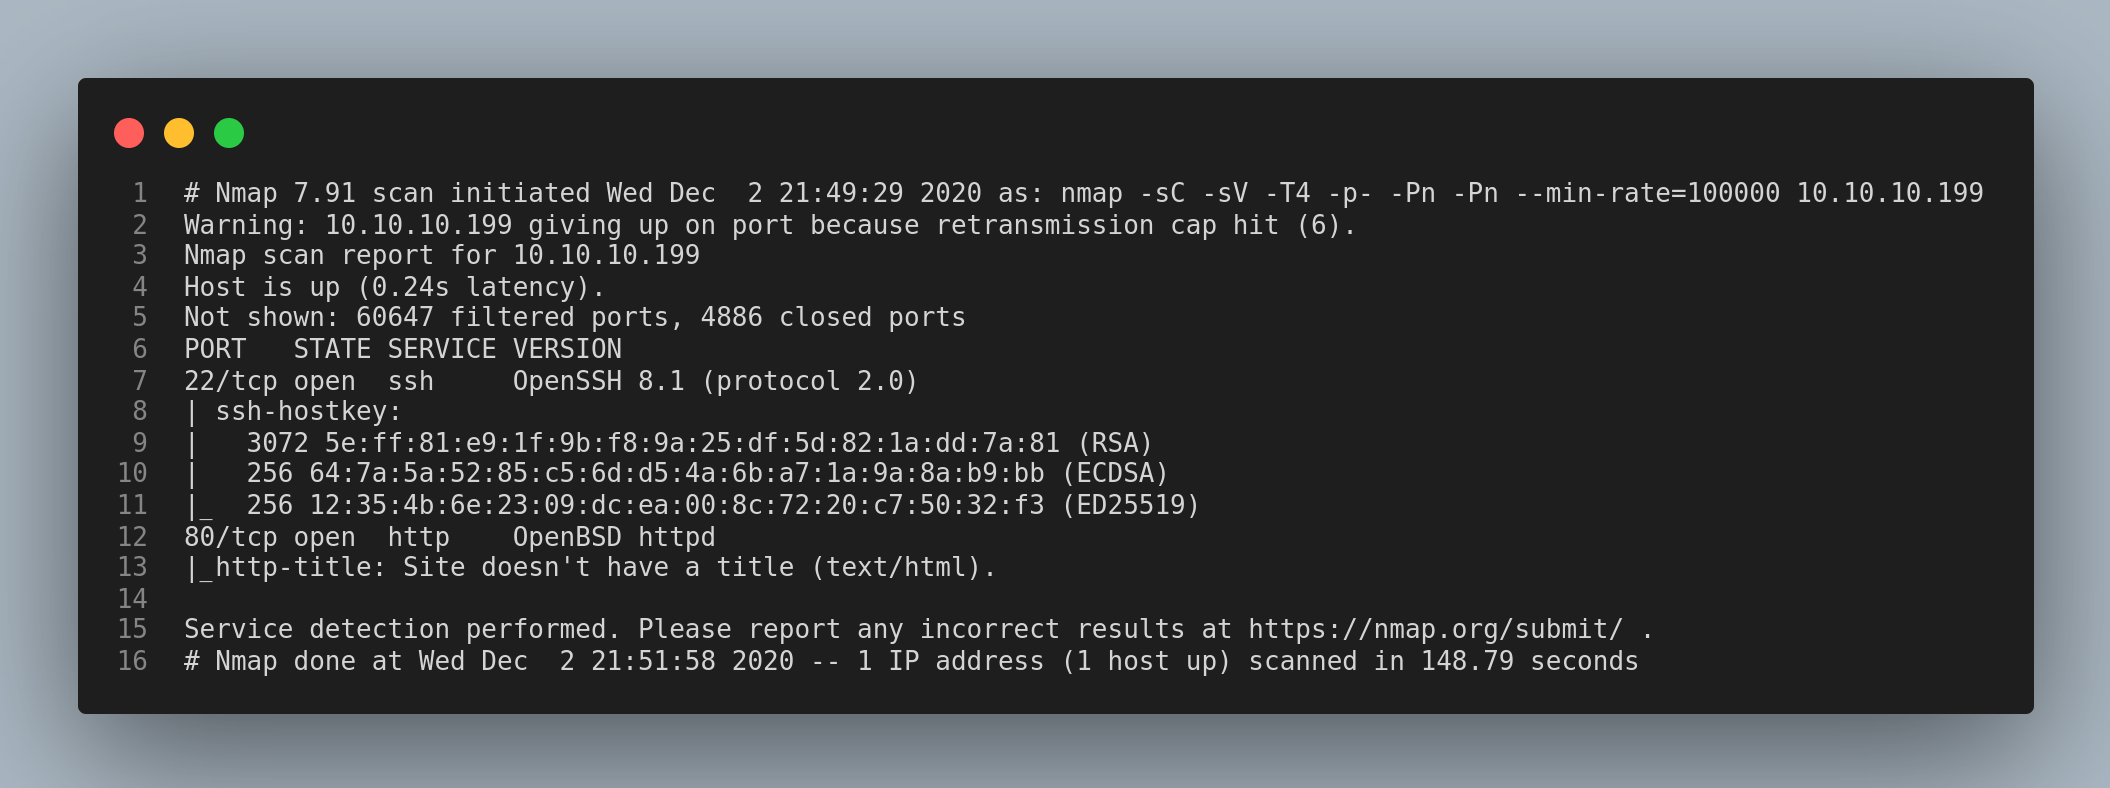 1 # Nmap 7.91 scan initiated Wed Dec  2 21:49:29 2020 as: nmap -sC -sV -T4 -p- -Pn -Pn --min-rate=100000 10.10.10.199
2 Warning: 10.10.10.199 giving up on port because retransmission cap hit (6).
3 Nmap scan report for 10.10.10.199
4 Host is up (0.24s latency).
5 Not shown: 60647 filtered ports, 4886 closed ports
6 PORT   STATE SERVICE VERSION
7 22/tcp open  ssh     OpenSSH 8.1 (protocol 2.0)
8 | ssh-hostkey:
9 |   3072 5e:ff:81:e9:1f:9b:f8:9a:25:df:5d:82:1a:dd:7a:81 (RSA)
10 |   256 64:7a:5a:52:85:c5:6d:d5:4a:6b:a7:1a:9a:8a:b9:bb (ECDSA)
11 |_  256 12:35:4b:6e:23:09:dc:ea:00:8c:72:20:c7:50:32:f3 (ED25519)
12 80/tcp open  http    OpenBSD httpd
13 |_http-title: Site doesn't have a title (text/html).
14
15 Service detection performed. Please report any incorrect results at https://nmap.org/submit/ .
16 # Nmap done at Wed Dec  2 21:51:58 2020 -- 1 IP address (1 host up) scanned in 148.79 seconds